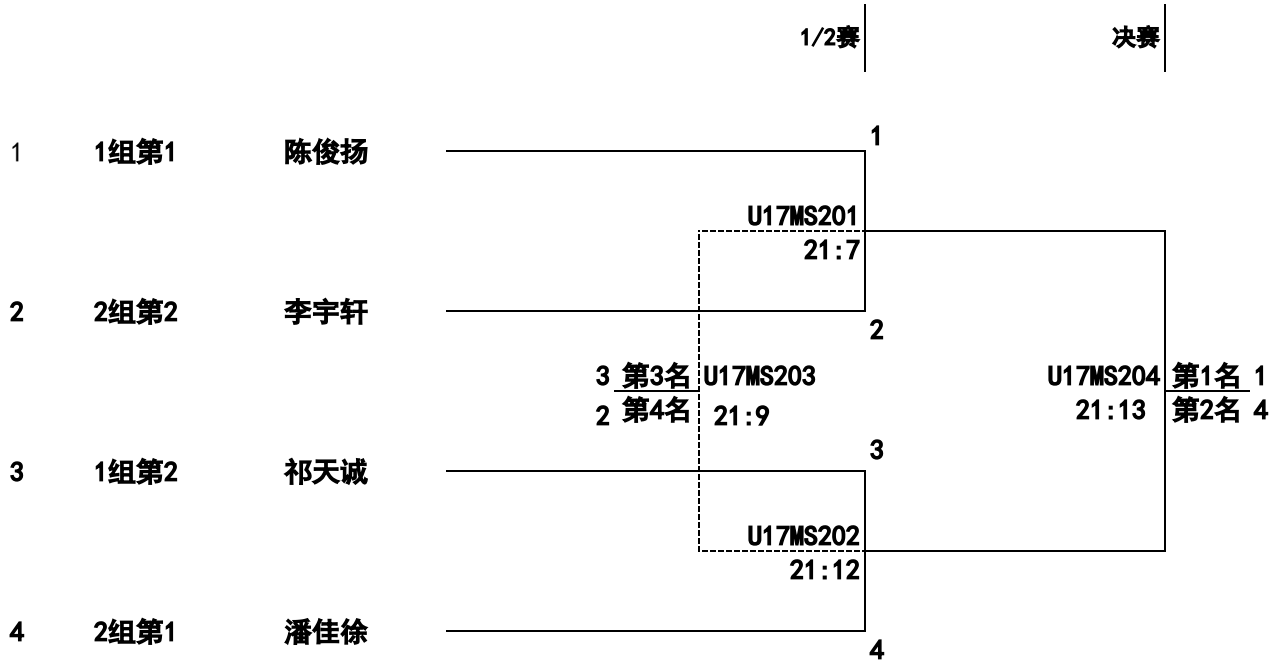 1/2赛 决赛
1
1 1组第1 陈俊扬
U17MS201
21:7
2 2组第2 李宇轩
2
3 第3名 U17MS203 U17MS204 第1名 1
2 第4名 21:9 21:13 第2名 4
3
3 1组第2 祁天诚
U17MS202
21:12
4 2组第1 潘佳徐
4